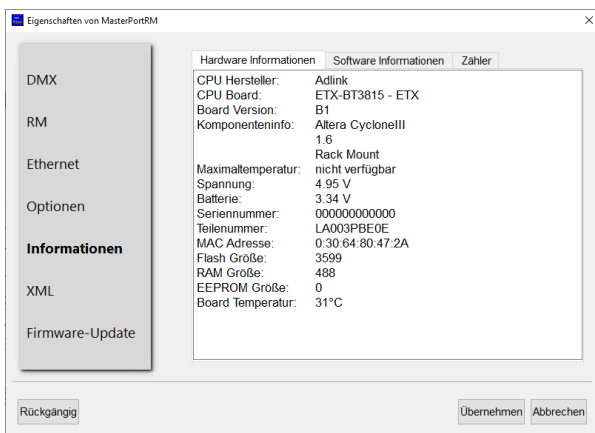 Eigenschaften von MasterPortRM
DMX
RM
Ethernet
Optionen
Informationen
XML
Firmware-Update
Hardware Informationen Software Informationen Zähler
CPU Hersteller: Adlink
CPU Board: ETX-BT3815 - ETX
Board Version: B1
Komponenteninfo: Altera CycloneIII
1.6
Rack Mount
Maximaltemperatur: nicht verfügbar
Spannung: 4.95 V
Batterie: 3.34 V
Seriennummer: 000000000000
Teilenummer: LA003PBE0E
MAC Adresse: 0:30:64:80:47:2A
Flash Größe: 3599
RAM Größe: 488
EEPROM Größe: 0
Board Temperatur: 31°C
Rückgängig Übernehmen Abbrechen